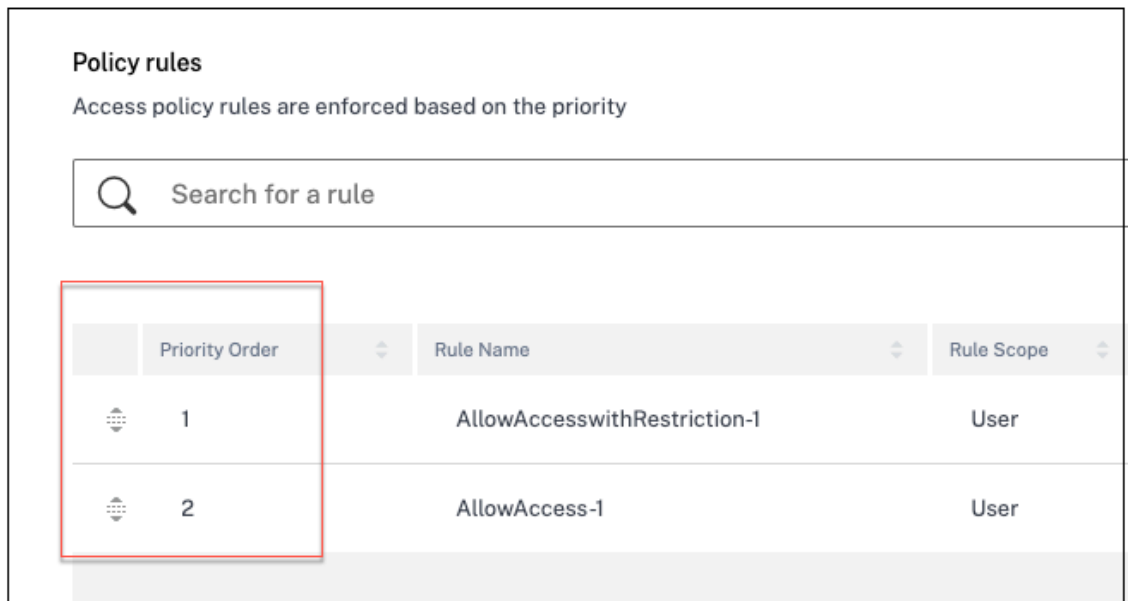 Policy rules
Access policy rules are enforced based on the priority
Search for a rule
Priority Order Rule Name Rule Scope
1 AllowAccesswithRestriction-1 User
2 AllowAccess-1 User